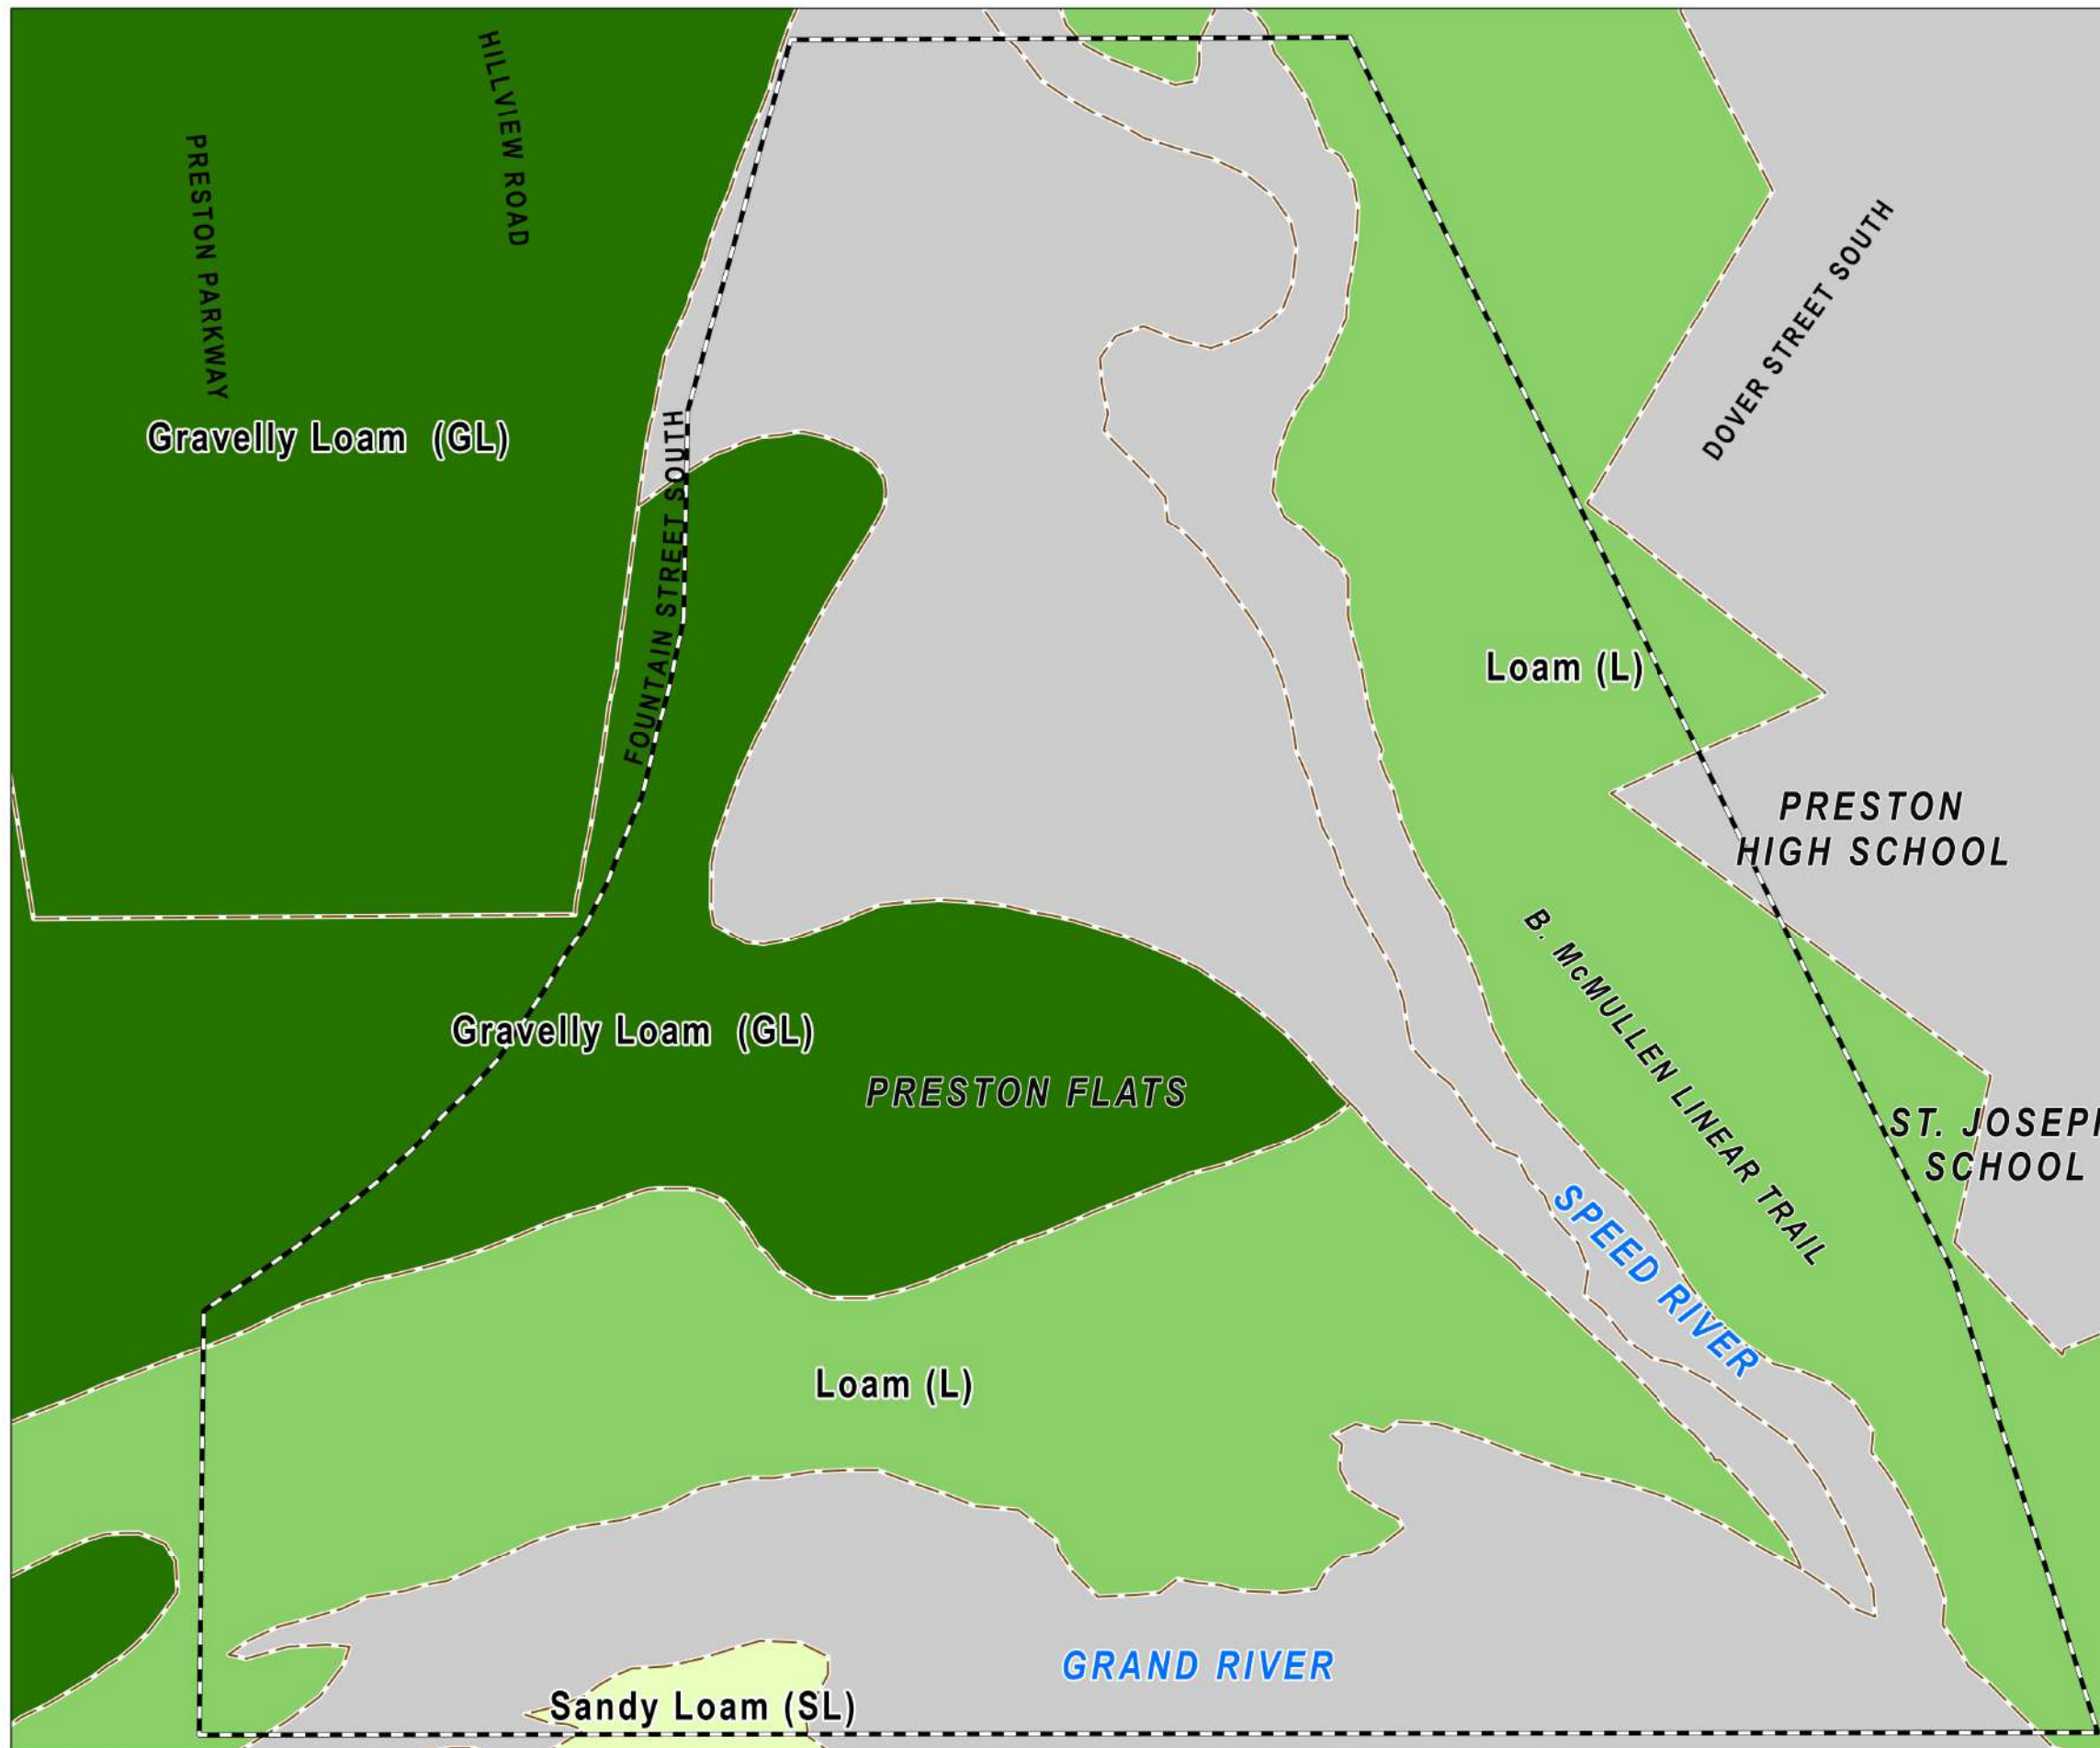 HILLVIEW ROAD
PRESTON PARKWAY
DOVER STREET SOUTH
Gravelly Loam (GL)
FOUNTAIN STREET SOUTH
Loam (L)
PRESTON
HIGH SCHOOL
B. McMULLEN LINEAR TRAIL
Gravelly Loam (GL)
PRESTON FLATS
ST. JOSEPH
SCHOOL
SPEED RIVER
Loam (L)
GRAND RIVER
Sandy Loam (SL)